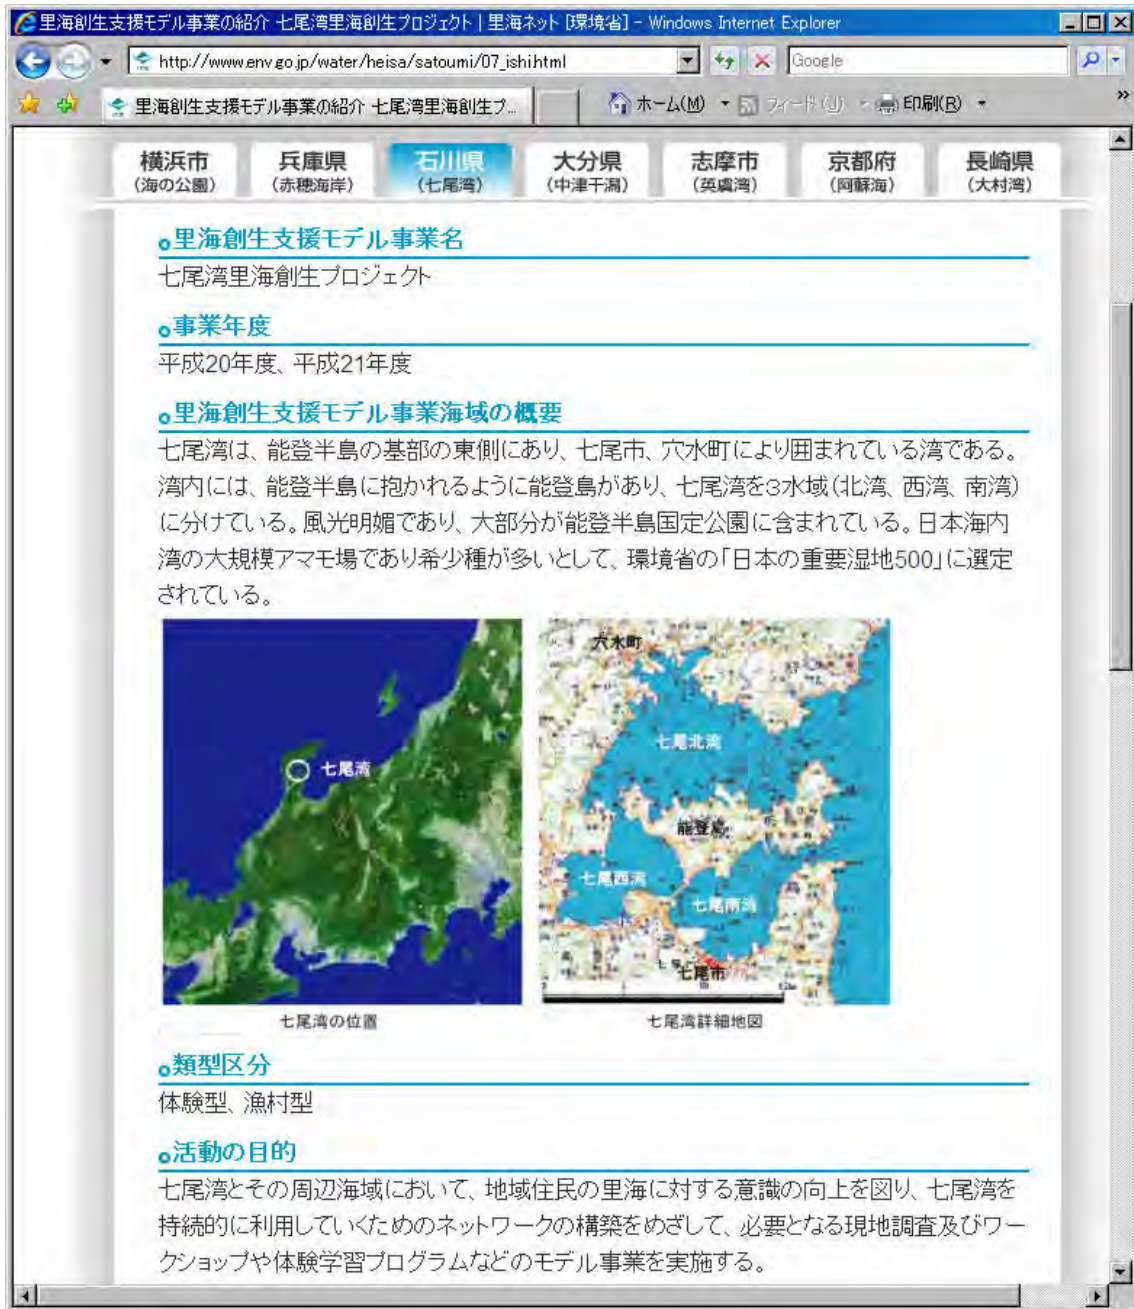 里海創生支援モデル事業の紹介 七尾湾里海創生プロジェクト | 里海ネット [環境省] - Windows Internet Explorer
http://www.env.go.jp/water/heisa/satoumi/07_ishi.html
Google
里海創生支援モデル事業の紹介 七尾湾里海創生プ...
ホーム(M)
フィード(J)
印刷(R)
»
横浜市 兵庫県 石川県 大分県 志摩市 京都府 長崎県
(海の公園) (赤穂海岸) (七尾湾) (中津干潟) (英虞湾) (阿蘇海) (大村湾)
里海創生支援モデル事業名
七尾湾里海創生プロジェクト
事業年度
平成20年度、平成21年度
里海創生支援モデル事業海域の概要
七尾湾は、能登半島の基部の東側にあり、七尾市、穴水町により囲まれている湾である。
湾内には、能登半島に抱かれるように能登島があり、七尾湾を3水域(北湾、西湾、南湾)
に分けている。風光明媚であり、大部分が能登半島国定公園に含まれている。日本海内
湾の大規模アマモ場であり希少種が多いとして、環境省の「日本の重要湿地500」に選定
されている。
七尾湾
穴水町
七尾北湾
能登島
七尾西湾
七尾南湾
七尾市
七尾湾の位置
七尾湾詳細地図
類型区分
体験型、漁村型
活動の目的
七尾湾とその周辺海域において、地域住民の里海に対する意識の向上を図り、七尾湾を
持続的に利用していくためのネットワークの構築をめざして、必要となる現地調査及びワー
クショップや体験学習プログラムなどのモデル事業を実施する。